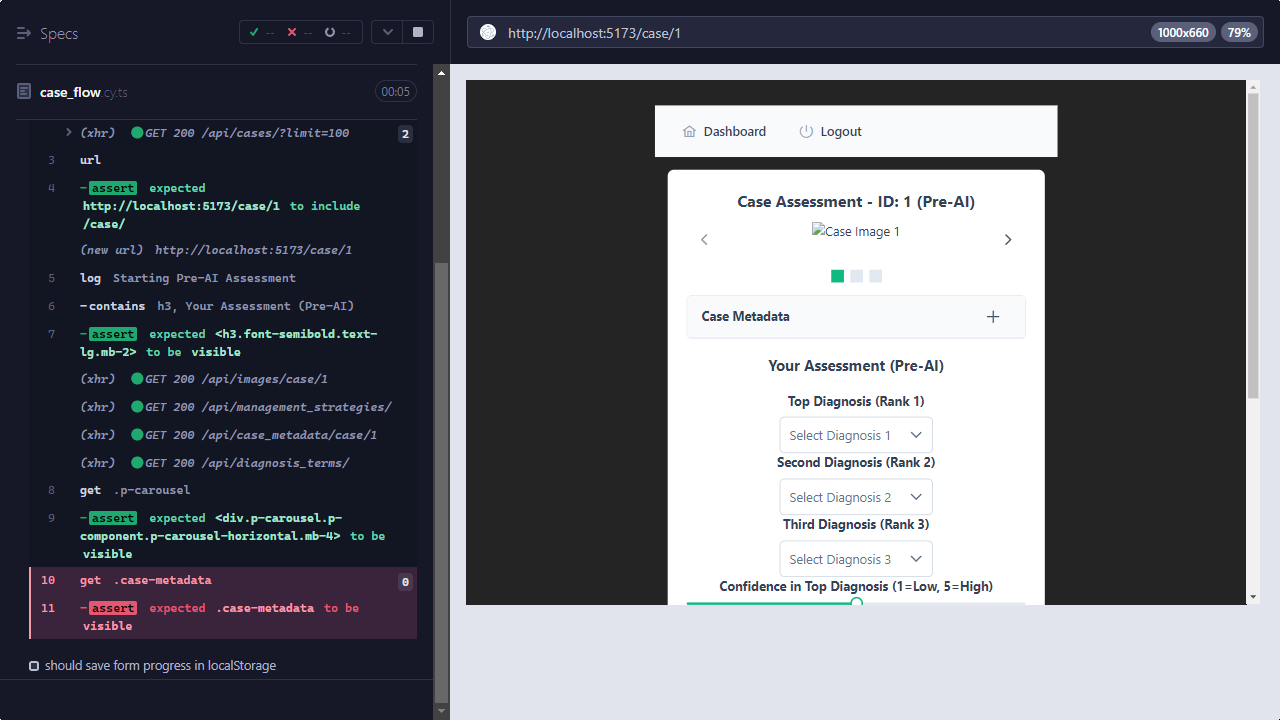 Specs
--
--
--
case_flow.cy.ts
00:05
(xhr) GET 200 /api/cases/?limit=100
2
3 url
4 -assert expected
http://localhost:5173/case/1 to include
/case/
(new url) http://localhost:5173/case/1
5 log Starting Pre-AI Assessment
6 -contains h3, Your Assessment (Pre-AI)
7 -assert expected <h3.font-semibold.text-
lg.mb-2> to be visible
(xhr) GET 200 /api/images/case/1
(xhr) GET 200 /api/management_strategies/
(xhr) GET 200 /api/case_metadata/case/1
(xhr) GET 200 /api/diagnosis_terms/
8 get .p-carousel
9 -assert expected <div.p-carousel.p-
component.p-carousel-horizontal.mb-4> to be
visible
10 get .case-metadata
0
11 -assert expected .case-metadata to be
visible
should save form progress in localStorage
http://localhost:5173/case/1
1000x660
79%
Dashboard
Logout
Case Assessment - ID: 1 (Pre-AI)
Case Image 1
Case Metadata
Your Assessment (Pre-AI)
Top Diagnosis (Rank 1)
Select Diagnosis 1
Second Diagnosis (Rank 2)
Select Diagnosis 2
Third Diagnosis (Rank 3)
Select Diagnosis 3
Confidence in Top Diagnosis (1=Low, 5=High)